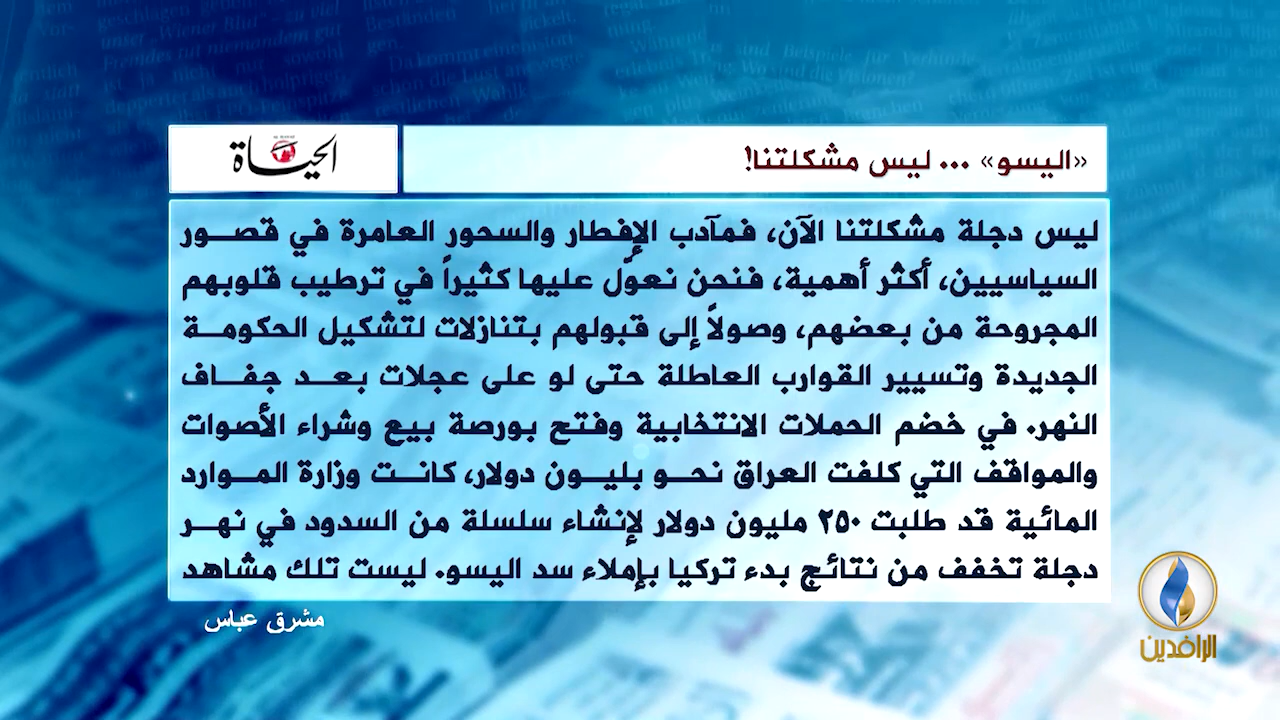 «اليسو» ... ليس مشكلتنا!
الحياة
ليس دجلة مشكلتنا الآن، فمآدب الإفطار والسحور العامرة في قصور
السياسيين، أكثر أهمية، فنحن نعوّل عليها كثيراً في ترطيب قلوبهم
المجروحة من بعضهم، وصولاً إلى قبولهم بتنازلات لتشكيل الحكومة
الجديدة وتسيير القوارب العاطلة حتى لو على عجلات بعد جفاف
النهر. في خضم الحملات الانتخابية وفتح بورصة بيع وشراء الأصوات
والمواقف التي كلفت العراق نحو بليون دولار، كانت وزارة الموارد
المائية قد طلبت ٢٥٠ مليون دولار لإنشاء سلسلة من السدود في نهر
دجلة تخفف من نتائج بدء تركيا بإملاء سد اليسو. ليست تلك مشاهد
مشرق عباس
الرافدين